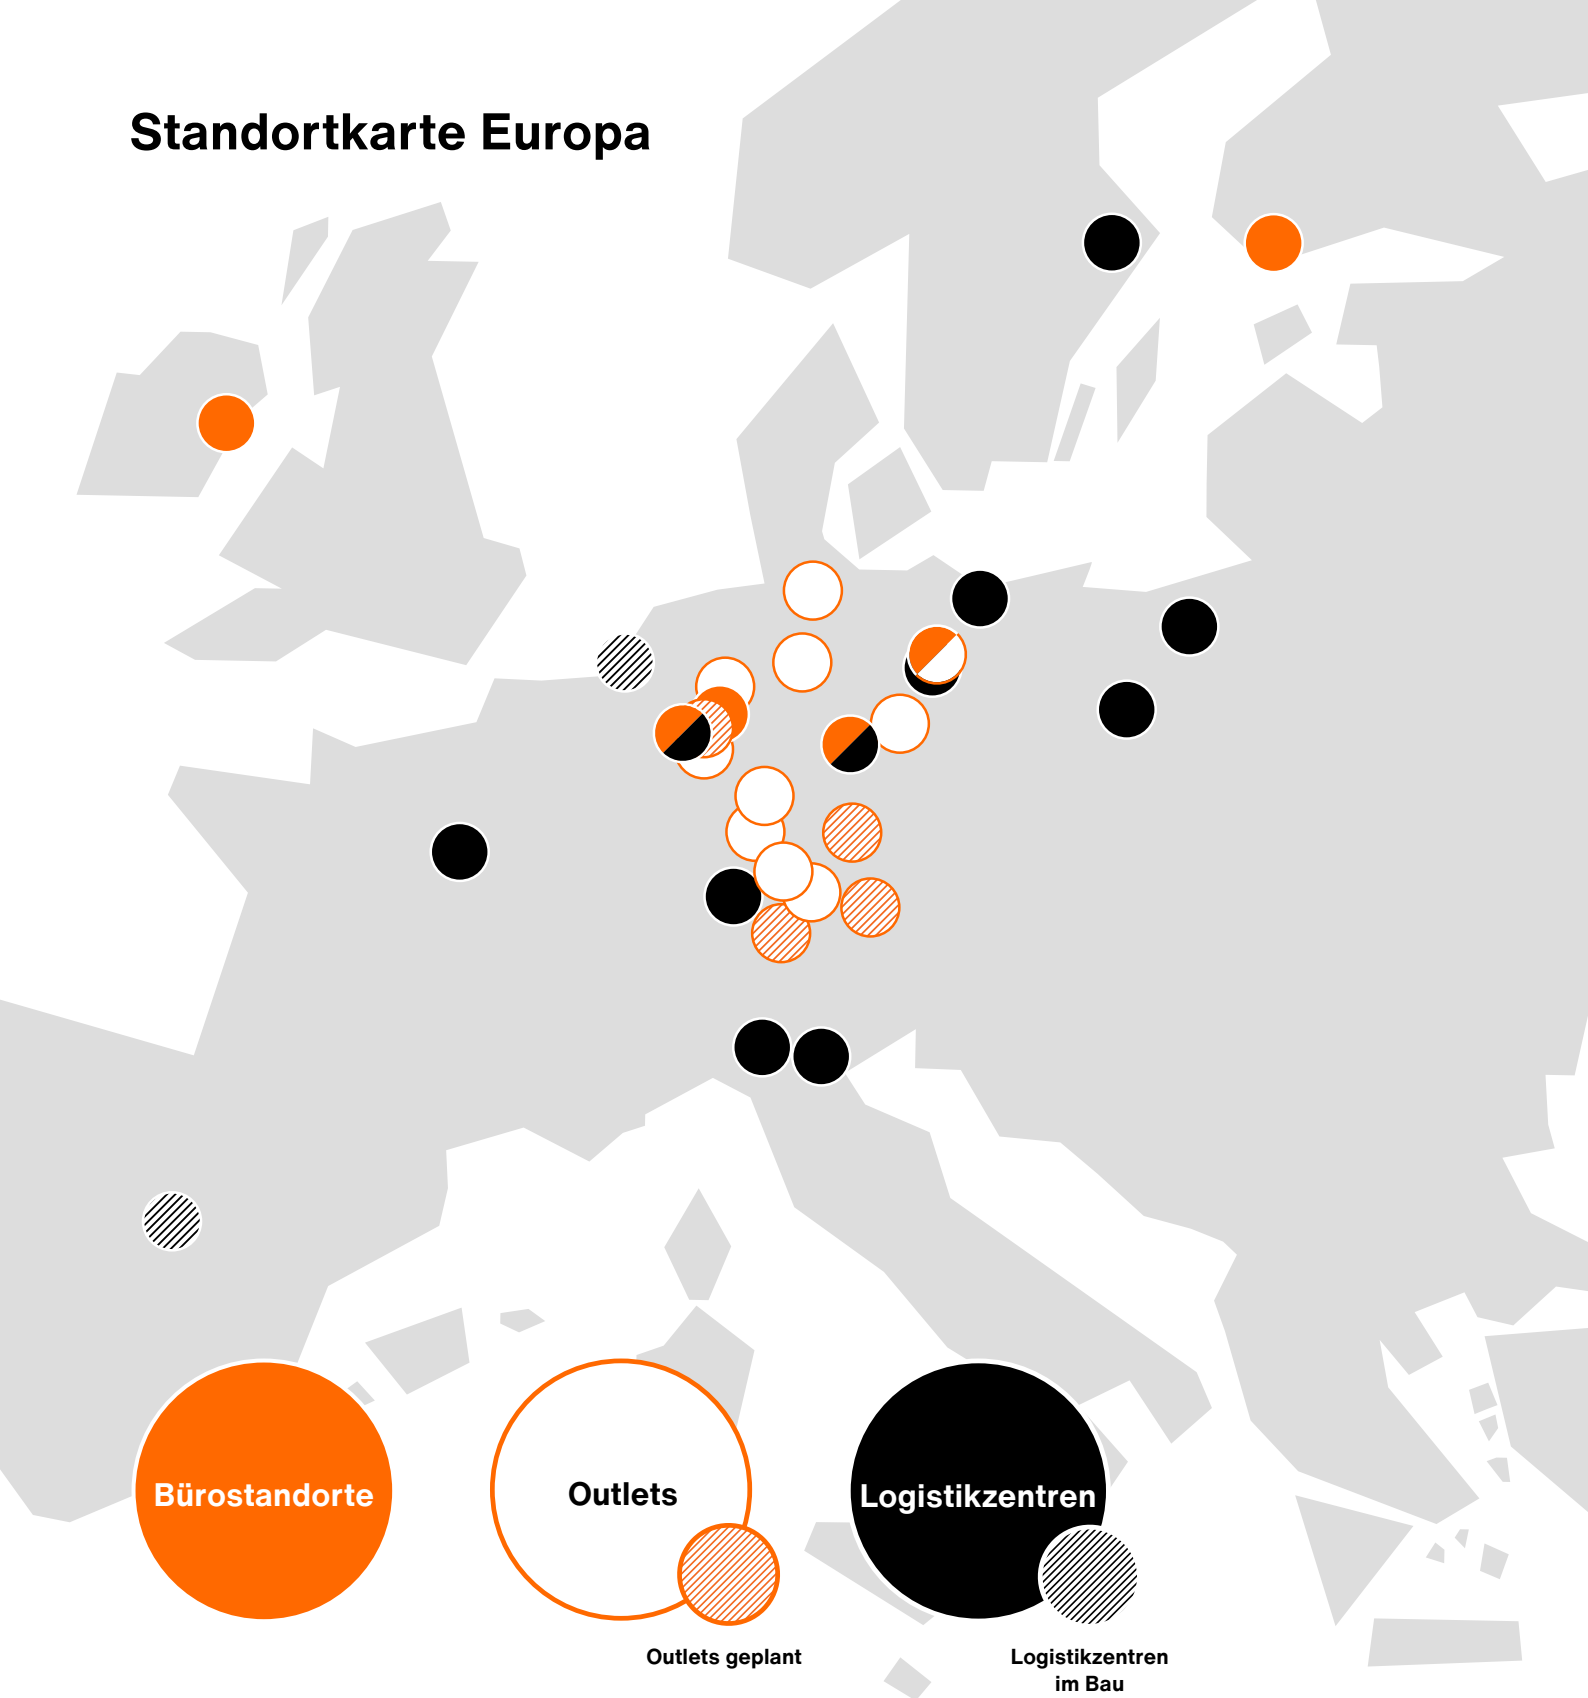 Standortkarte Europa
Bürostandorte
Outlets
Logistikzentren
Outlets geplant
Logistikzentren
im Bau